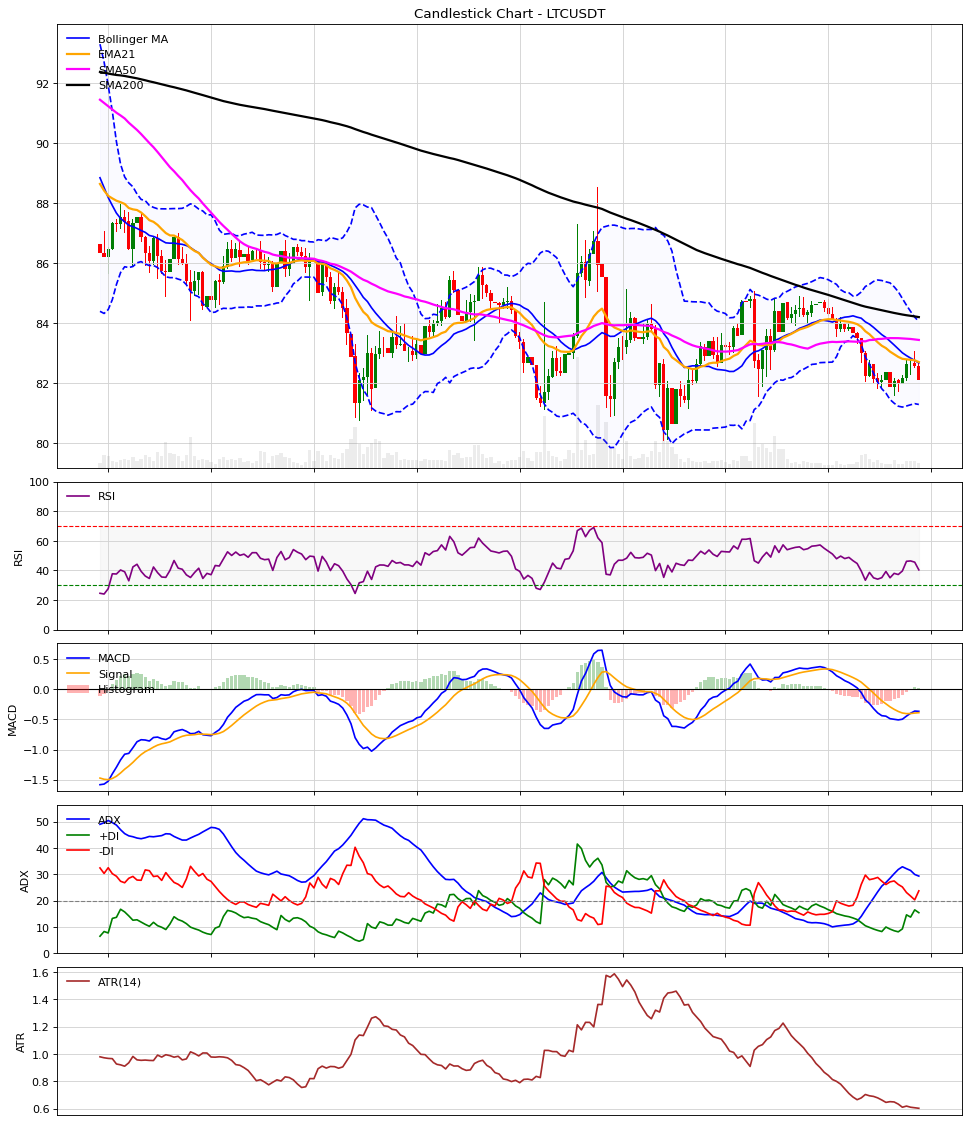 Candlestick Chart - LTCUSDT
Bollinger MA
EMA21
SMA50
SMA200
92
90
88
86
84
82
80
RSI
RSI
100
80
60
40
20
0
MACD
Signal
Histogram
MACD
0.5
0.0
−0.5
−1.0
−1.5
ADX
+DI
-DI
ADX
50
40
30
20
10
0
ATR(14)
ATR
1.6
1.4
1.2
1.0
0.8
0.6